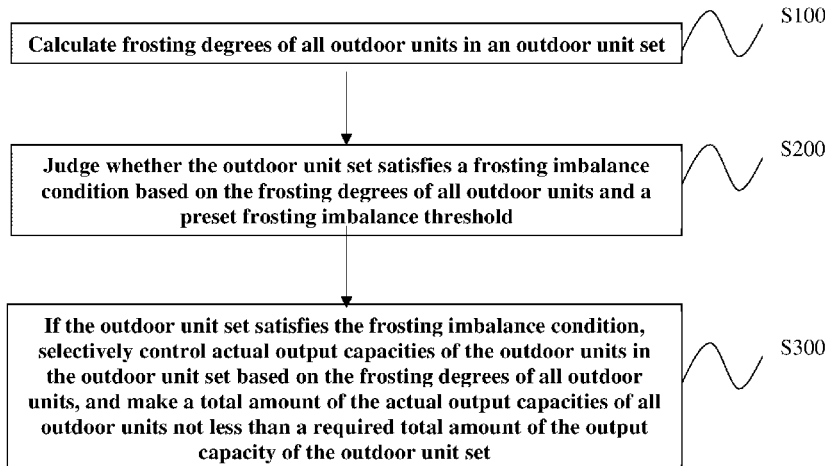 S100
Calculate frosting degrees of all outdoor units in an outdoor unit set
S200
Judge whether the outdoor unit set satisfies a frosting imbalance
condition based on the frosting degrees of all outdoor units and a
preset frosting imbalance threshold
If the outdoor unit set satisfies the frosting imbalance condition,
selectively control actual output capacities of the outdoor units in
the outdoor unit set based on the frosting degrees of all outdoor
units, and make a total amount of the actual output capacities of all
outdoor units not less than a required total amount of the output
capacity of the outdoor unit set
S300